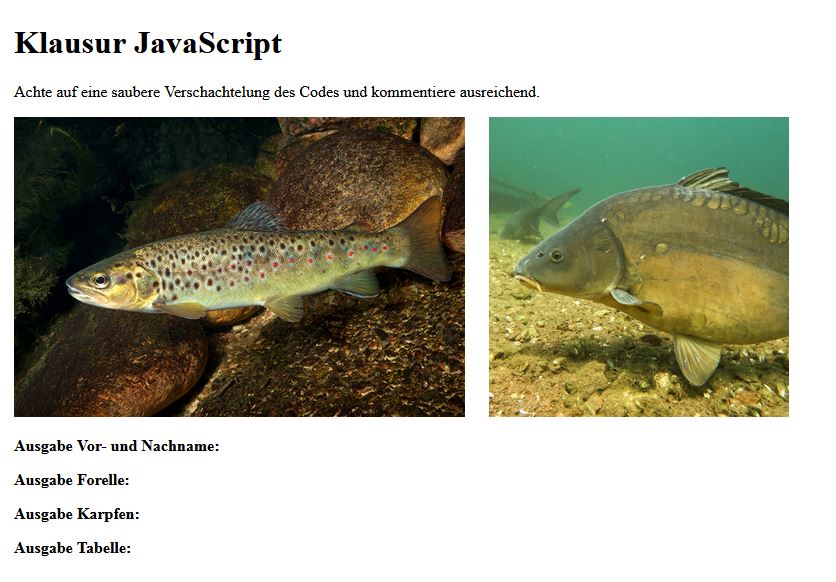 Klausur JavaScript
Achte auf eine saubere Verschachtelung des Codes und kommentiere ausreichend.
Ausgabe Vor- und Nachname:
Ausgabe Forelle:
Ausgabe Karpfen:
Ausgabe Tabelle: